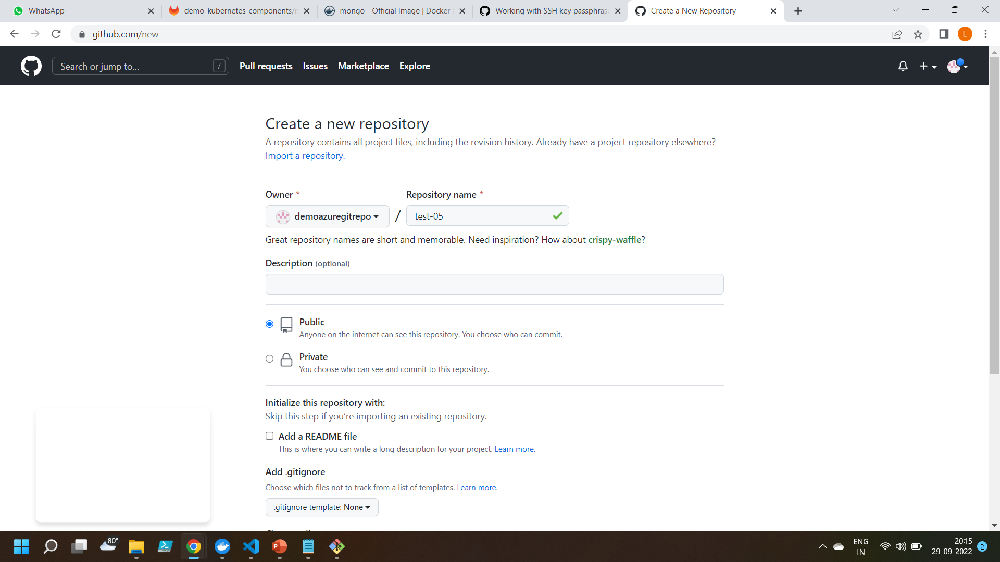 WhatsApp
demo-kubernetes-components/
mongo - Official Image | Docker
Working with SSH key passphras
Create a New Repository
github.com/new
L
Search or jump to... /
Pull requests Issues Marketplace Explore
Create a new repository
A repository contains all project files, including the revision history. Already have a project repository elsewhere?
Import a repository.
Owner * Repository name *
demoazuregitrepo / test-05
Great repository names are short and memorable. Need inspiration? How about crispy-waffle?
Description (optional)
Public
Anyone on the internet can see this repository. You choose who can commit.
Private
You choose who can see and commit to this repository.
Initialize this repository with:
Skip this step if you’re importing an existing repository.
Add a README file
This is where you can write a long description for your project. Learn more.
Add .gitignore
Choose which files not to track from a list of templates. Learn more.
.gitignore template: None
80°
ENG
IN
20:15
29-09-2022
2